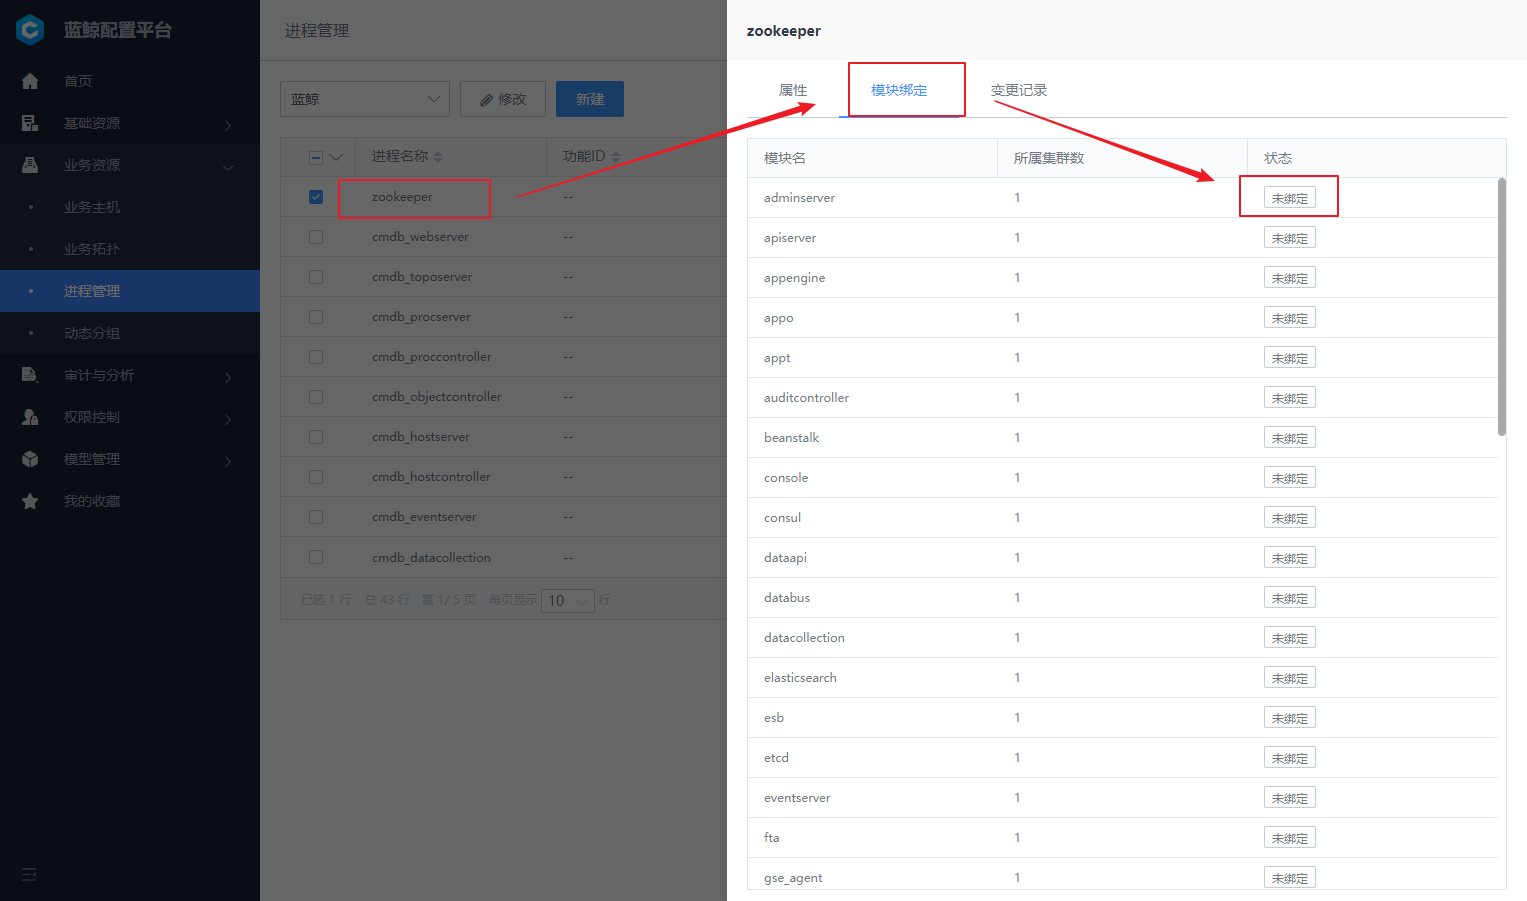 蓝鲸配置平台
首页
基础资源
业务资源
业务主机
业务拓扑
进程管理
动态分组
审计与分析
权限控制
模型管理
我的收藏
进程管理
蓝鲸
修改
新建
进程名称 功能ID
zookeeper --
cmdb_webserver --
cmdb_toposerver --
cmdb_procserver --
cmdb_proccontroller --
cmdb_objectcontroller --
cmdb_hostserver --
cmdb_hostcontroller --
cmdb_eventserver --
cmdb_datacollection --
已选 1 行 总 43 行 第 1/ 5 页 每页显示 10 行
zookeeper
属性 模块绑定 变更记录
模块名 所属集群数 状态
adminserver 1 未绑定
apiserver 1 未绑定
appengine 1 未绑定
appo 1 未绑定
appt 1 未绑定
auditcontroller 1 未绑定
beanstalk 1 未绑定
console 1 未绑定
consul 1 未绑定
dataapi 1 未绑定
databus 1 未绑定
datacollection 1 未绑定
elasticsearch 1 未绑定
esb 1 未绑定
etcd 1 未绑定
eventserver 1 未绑定
fta 1 未绑定
gse_agent 1 未绑定